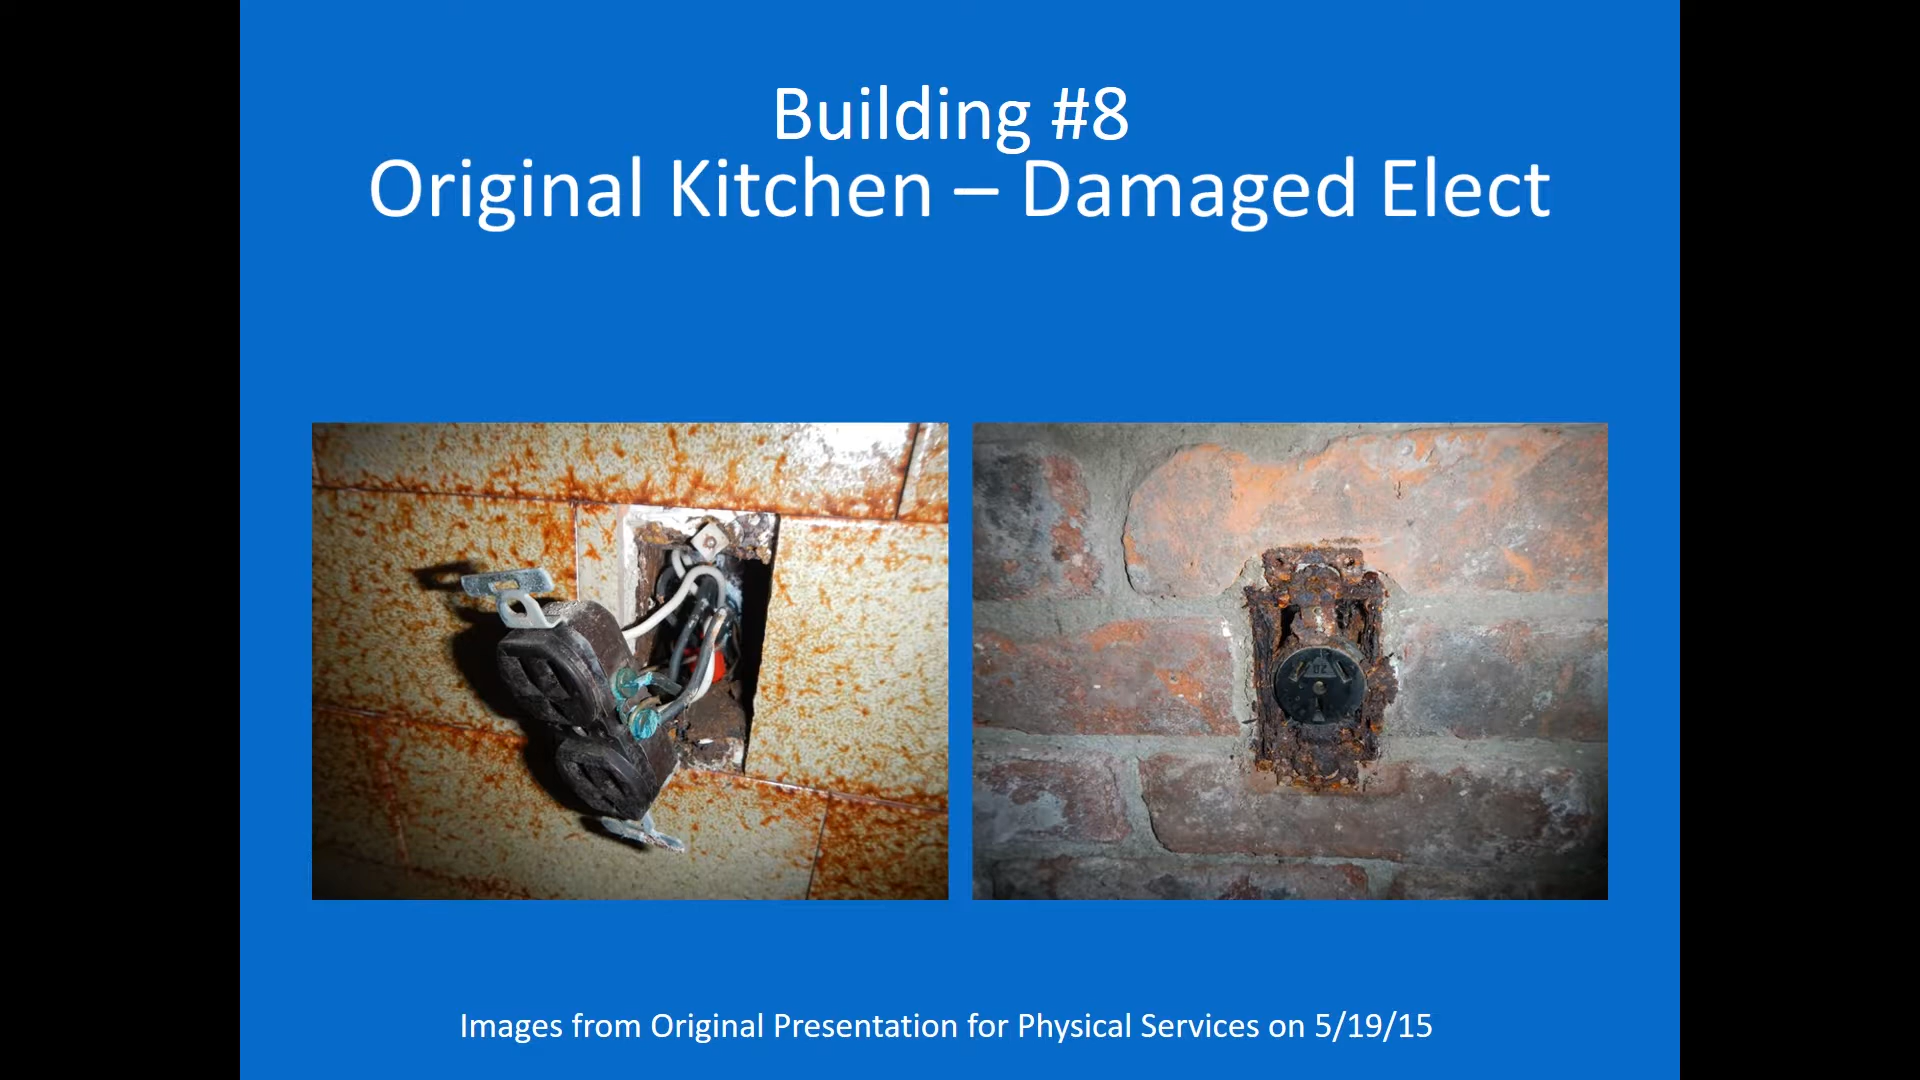 Building #8
Original Kitchen – Damaged Elect
Images from Original Presentation for Physical Services on 5/19/15